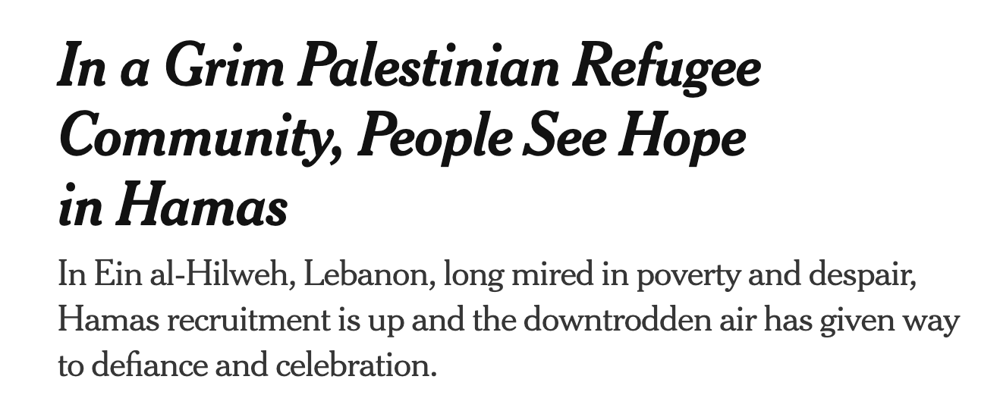 In a Grim Palestinian Refugee
Community, People See Hope
in Hamas
In Ein al-Hilweh, Lebanon, long mired in poverty and despair,
Hamas recruitment is up and the downtrodden air has given way
to defiance and celebration.